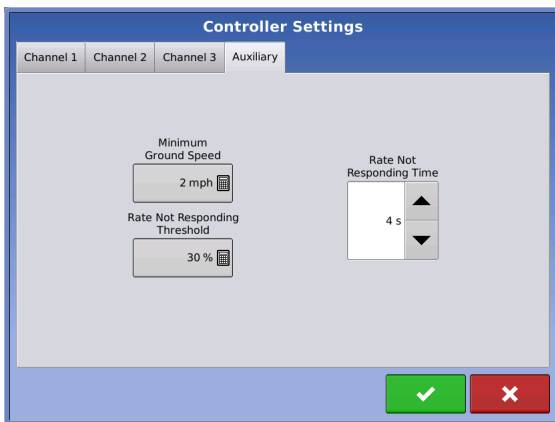 Controller Settings
Channel 1
Channel 2
Channel 3
Auxiliary
Minimum
Ground Speed
2 mph
Rate Not Responding
Threshold
30 %
Rate Not
Responding Time
4 s